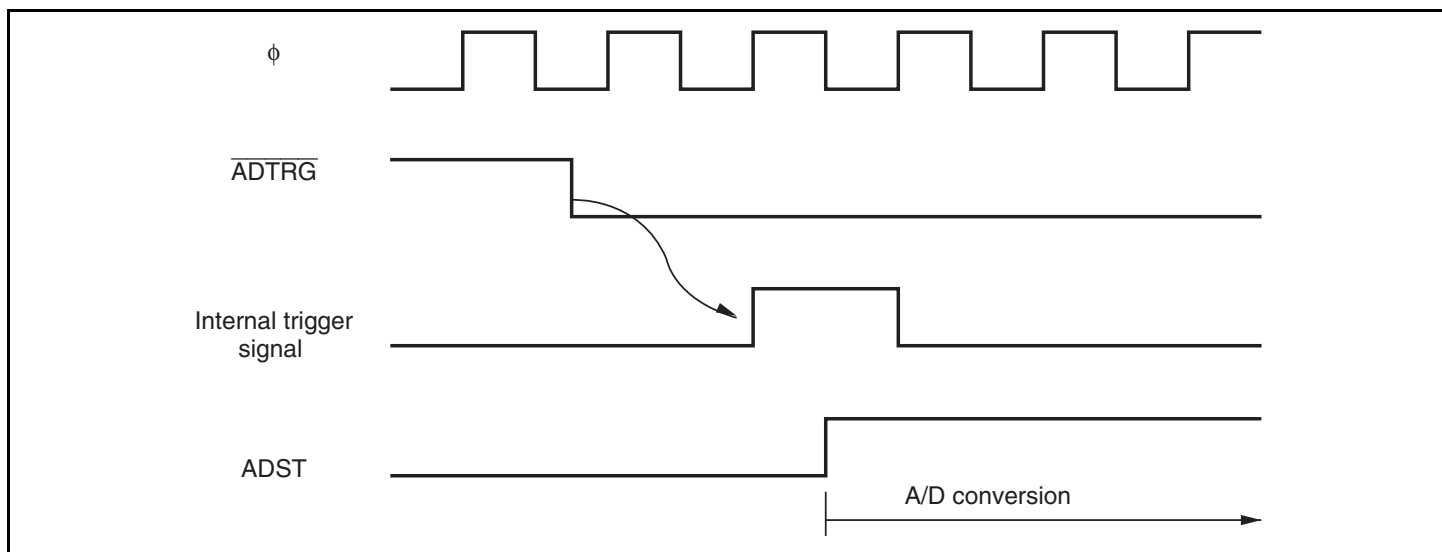 ϕ
ADTRG
Internal trigger
signal
ADST
A/D conversion